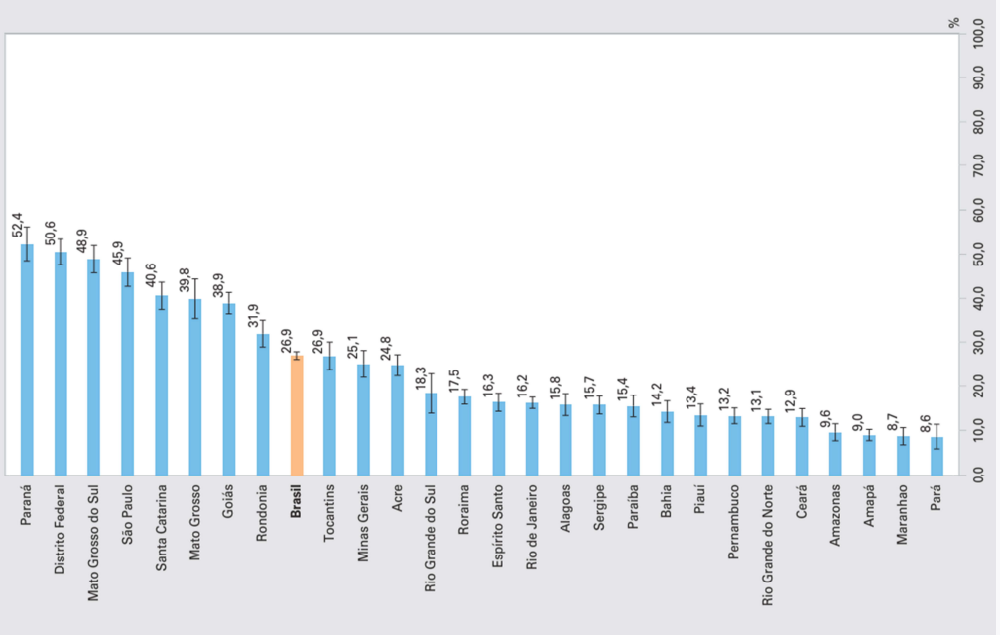 %
100,0
90,0
80,0
70,0
60,0
50,0
40,0
30,0
20,0
10,0
0,0
52,4
50,6
48,9
45,9
40,6
39,8
38,9
31,9
26,9
26,9
25,1
24,8
18,3
17,5
16,3
16,2
15,8
15,7
15,4
14,2
13,4
13,2
13,1
12,9
9,6
9,0
8,7
8,6
Paraná
Distrito Federal
Mato Grosso do Sul
São Paulo
Santa Catarina
Mato Grosso
Goiás
Rondonia
Brasil
Tocantins
Minas Gerais
Acre
Rio Grande do Sul
Roraima
Espírito Santo
Rio de Janeiro
Alagoas
Sergipe
Paraíba
Bahia
Piauí
Pernambuco
Rio Grande do Norte
Ceará
Amazonas
Amapá
Maranhao
Pará